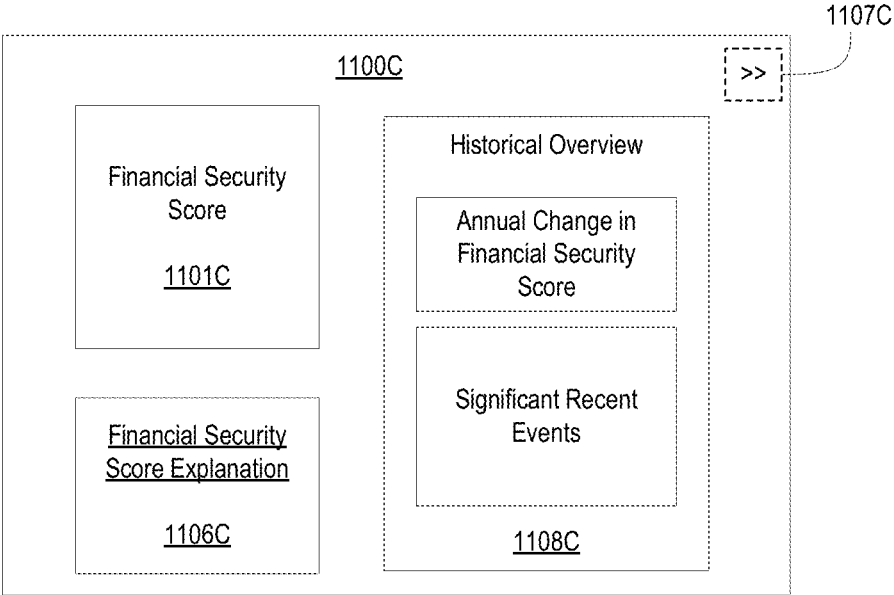 1107C
1100C
>>
Financial Security
Score
1101C
Financial Security
Score Explanation
1106C
Historical Overview
Annual Change in
Financial Security
Score
Significant Recent
Events
1108C